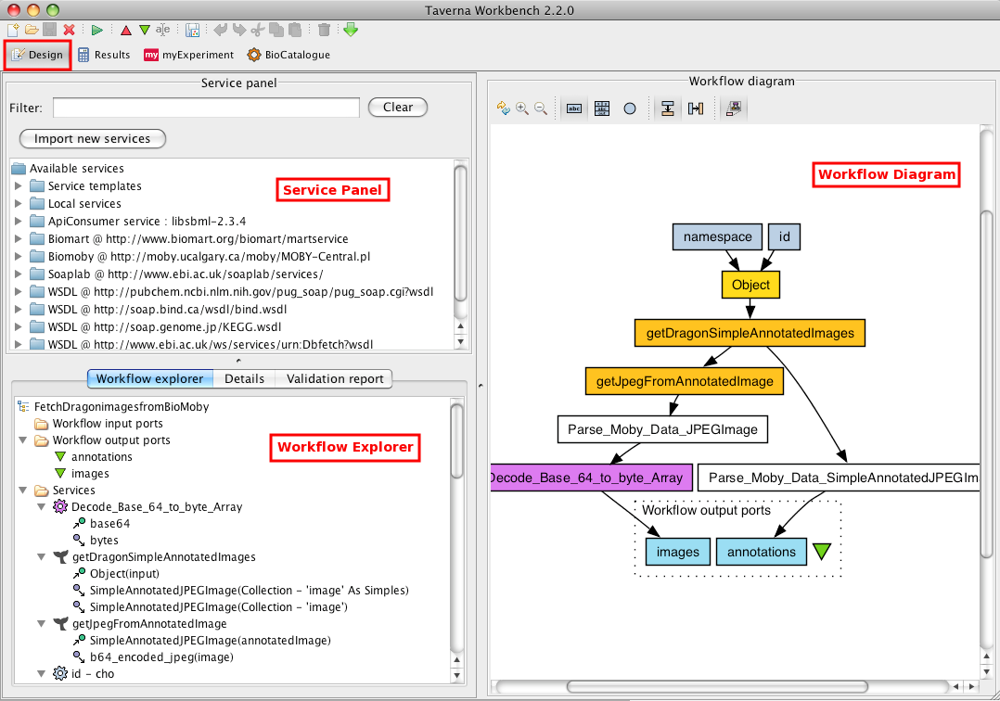 Taverna Workbench 2.2.0
Design Results my myExperiment BioCatalogue
Service panel
Filter: Clear
Import new services
Available services
Service templates
Local services
ApiConsumer service : libsbml-2.3.4
Biomart @ http://www.biomart.org/biomart/martservice
Biomoby @ http://moby.ucalgary.ca/moby/MOBY-Central.pl
Soaplab @ http://www.ebi.ac.uk/soaplab/services/
WSDL @ http://pubchem.ncbi.nlm.nih.gov/pug_soap/pug_soap.cgi?wsdl
WSDL @ http://soap.bind.ca/wsdl/bind.wsdl
WSDL @ http://soap.genome.jp/KEGG.wsdl
WSDL @ http://www.ebi.ac.uk/ws/services/urn:Dbfetch?wsdl
Service Panel
Workflow explorer Details Validation report
FetchDragonimagesfromBioMoby
Workflow input ports
Workflow output ports
annotations
images
Services
Decode_Base_64_to_byte_Array
base64
bytes
getDragonSimpleAnnotatedImages
Object(input)
SimpleAnnotatedJPEGImage(Collection - 'image' As Simples)
SimpleAnnotatedJPEGImage(Collection - 'image')
getJpegFromAnnotatedImage
SimpleAnnotatedJPEGImage(annotatedImage)
b64_encoded_jpeg(image)
id - cho
Workflow Explorer
Workflow diagram
abc
Workflow Diagram
namespace id
Object
getDragonSimpleAnnotatedImages
getJpegFromAnnotatedImage
Parse_Moby_Data_JPEGImage
Decode_Base_64_to_byte_Array Parse_Moby_Data_SimpleAnnotatedJPEGIm
Workflow output ports
images annotations